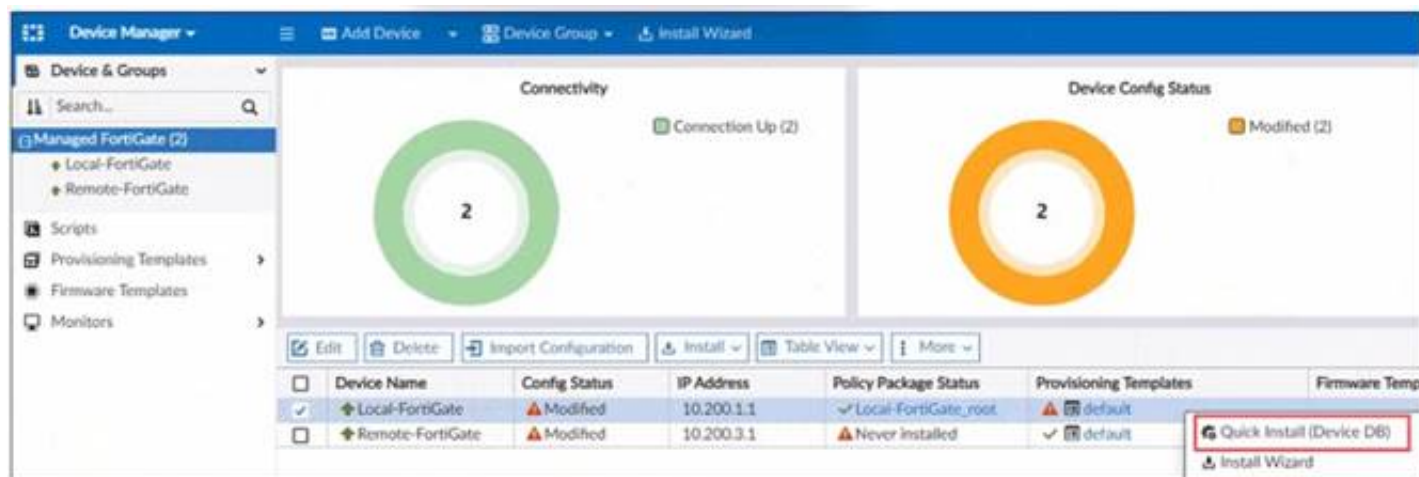 Device Manager
Add Device
Device Group
Install Wizard
Device & Groups
Search...
Managed FortiGate (2)
Local-FortiGate
Remote-FortiGate
Scripts
Provisioning Templates
Firmware Templates
Monitors
Connectivity
Connection Up (2)
2
Device Config Status
Modified (2)
2
Edit Delete Import Configuration Install Table View More
Device Name Config Status IP Address Policy Package Status Provisioning Templates Firmware Temp
Local-FortiGate Modified 10.200.1.1 Local-FortiGate_root default
Remote-FortiGate Modified 10.200.3.1 Never installed default
Quick Install (Device DB)
Install Wizard